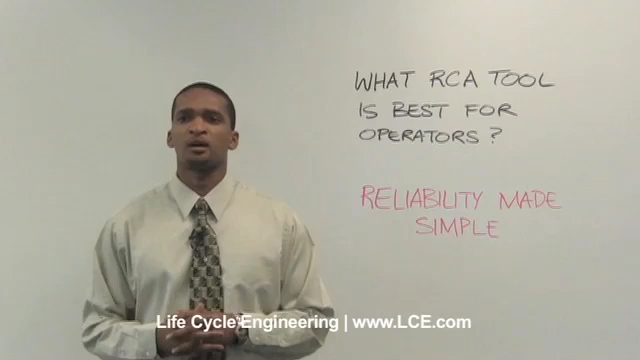 WHAT RCA TOOL
IS BEST FOR
OPERATORS?
RELIABILITY MADE
SIMPLE
Life Cycle Engineering | www.LCE.com